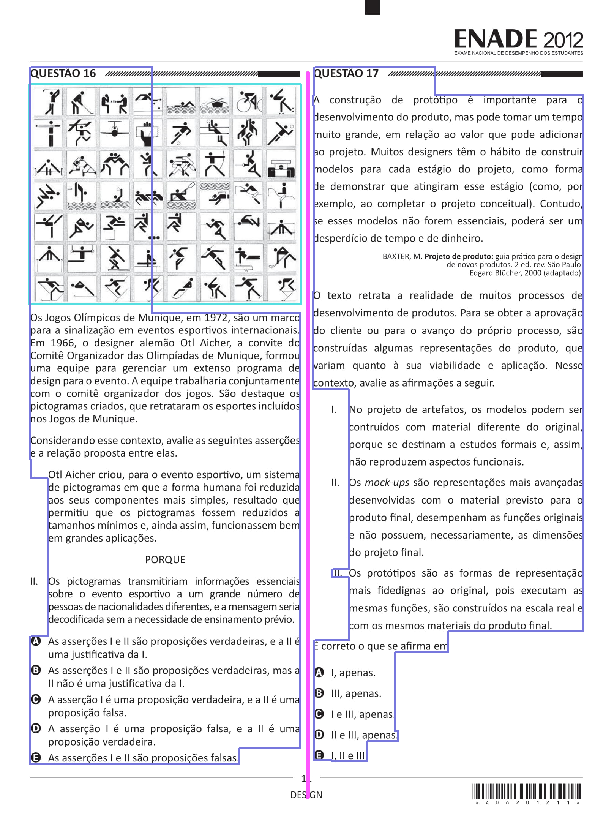 ENADE 2012
EXAME NACIONAL DE DESEMPENHO DOS ESTUDANTES
QUESTÃO 16
Os Jogos Olímpicos de Munique, em 1972, são um marco
para a sinalização em eventos esportivos internacionais.
Em 1966, o designer alemão Otl Aicher, a convite do
Comitê Organizador das Olimpíadas de Munique, formou
uma equipe para gerenciar um extenso programa de
design para o evento. A equipe trabalharia conjuntamente
com o comitê organizador dos jogos. São destaque os
pictogramas criados, que retrataram os esportes incluídos
nos Jogos de Munique.
Considerando esse contexto, avalie as seguintes asserções
e a relação proposta entre elas.
Otl Aicher criou, para o evento esportivo, um sistema
de pictogramas em que a forma humana foi reduzida
aos seus componentes mais simples, resultado que
permitiu que os pictogramas fossem reduzidos a
tamanhos mínimos e, ainda assim, funcionassem bem
em grandes aplicações.
PORQUE
II. Os pictogramas transmitiriam informações essenciais
sobre o evento esportivo a um grande número de
pessoas de nacionalidades diferentes, e a mensagem seria
decodificada sem a necessidade de ensinamento prévio.
A As asserções I e II são proposições verdadeiras, e a II é
uma justificativa da I.
B As asserções I e II são proposições verdadeiras, mas a
II não é uma justificativa da I.
C A asserção I é uma proposição verdadeira, e a II é uma
proposição falsa.
D A asserção I é uma proposição falsa, e a II é uma
proposição verdadeira.
E As asserções I e II são proposições falsas.
QUESTÃO 17
A construção de protótipo é importante para o
desenvolvimento do produto, mas pode tomar um tempo
muito grande, em relação ao valor que pode adicionar
ao projeto. Muitos designers têm o hábito de construir
modelos para cada estágio do projeto, como forma
de demonstrar que atingiram esse estágio (como, por
exemplo, ao completar o projeto conceitual). Contudo,
se esses modelos não forem essenciais, poderá ser um
desperdício de tempo e de dinheiro.
BAXTER, M. Projeto de produto: guia prático para o design
de novos produtos. 2 ed. rev. São Paulo
Edgard Blücher, 2000 (adaptado)
O texto retrata a realidade de muitos processos de
desenvolvimento de produtos. Para se obter a aprovação
do cliente ou para o avanço do próprio processo, são
construídas algumas representações do produto, que
variam quanto à sua viabilidade e aplicação. Nesse
contexto, avalie as afirmações a seguir.
I. No projeto de artefatos, os modelos podem ser
contruídos com material diferente do original,
porque se destinam a estudos formais e, assim,
não reproduzem aspectos funcionais.
II. Os mock ups são representações mais avançadas
desenvolvidas com o material previsto para o
produto final, desempenham as funções originais
e não possuem, necessariamente, as dimensões
do projeto final.
III. Os protótipos são as formas de representação
mais fidedignas ao original, pois executam as
mesmas funções, são construídos na escala real e
com os mesmos materiais do produto final.
É correto o que se afirma em
A I, apenas.
B III, apenas.
C I e III, apenas.
D II e III, apenas.
E I, II e III
DESIGN